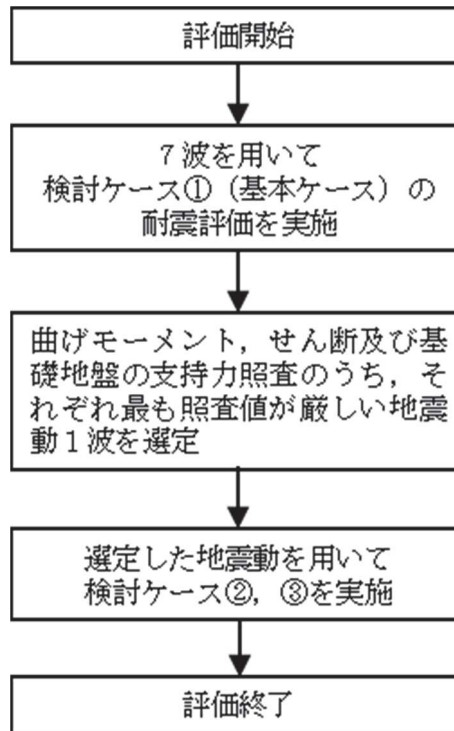 評価開始
7波を用いて
検討ケース①（基本ケース）の
耐震評価を実施
曲げモーメント，せん断及び基
礎地盤の支持力照査のうち，そ
れぞれ最も照査値が厳しい地震
動1波を選定
選定した地震動を用いて
検討ケース②，③を実施
評価終了